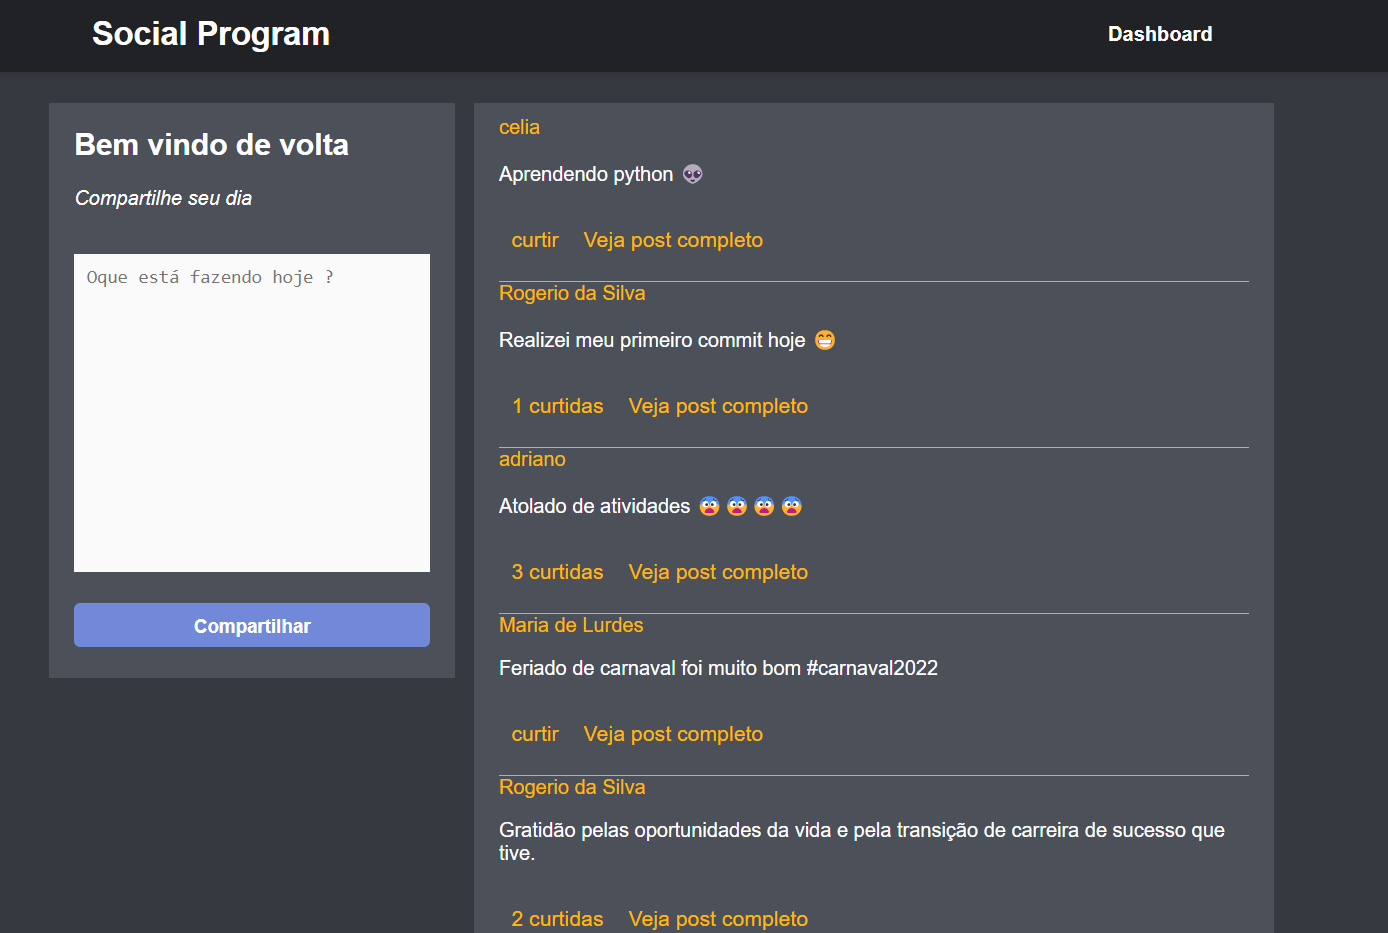 Social Program
Dashboard
Bem vindo de volta
Compartilhe seu dia
Oque está fazendo hoje ?
Compartilhar
celia
Aprendendo python 👽
curtir Veja post completo
Rogerio da Silva
Realizei meu primeiro commit hoje 😁
1 curtidas Veja post completo
adriano
Atolado de atividades 😨😨😨😨
3 curtidas Veja post completo
Maria de Lurdes
Feriado de carnaval foi muito bom #carnaval2022
curtir Veja post completo
Rogerio da Silva
Gratidão pelas oportunidades da vida e pela transição de carreira de sucesso que
tive.
2 curtidas Veja post completo